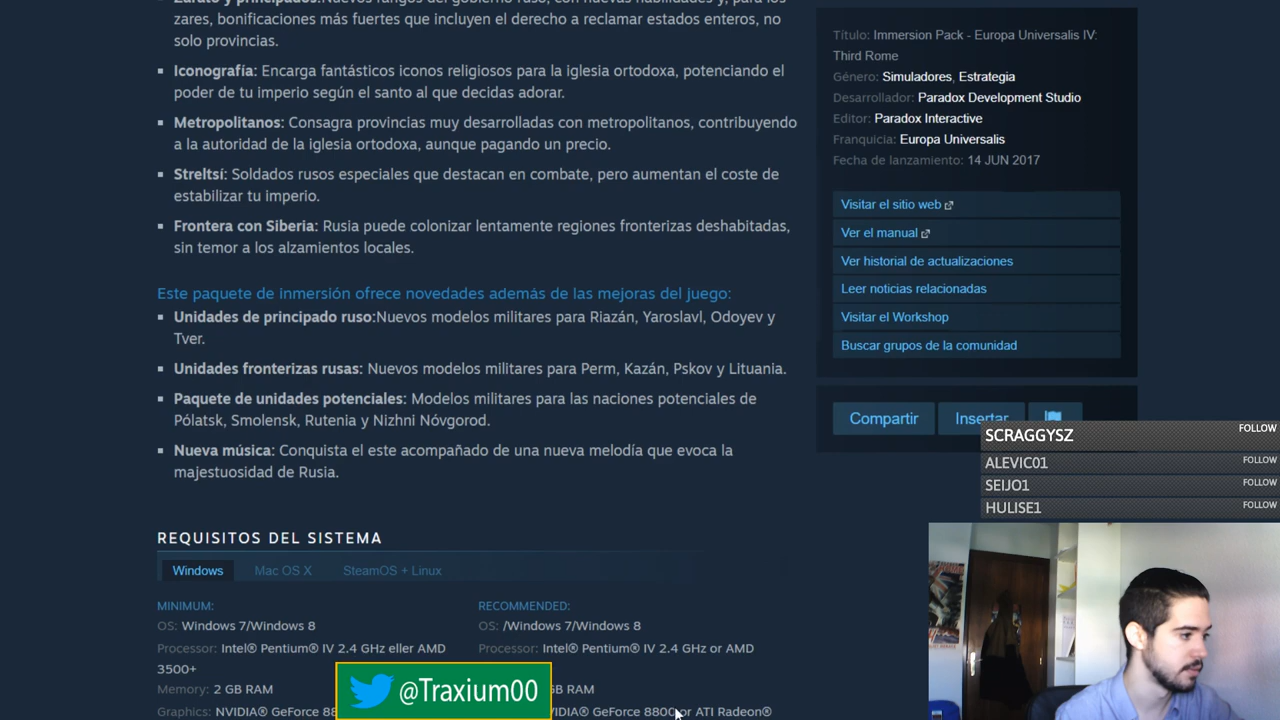 zares, bonificaciones más fuertes que incluyen el derecho a reclamar estados enteros, no
solo provincias.
Iconografía: Encarga fantásticos iconos religiosos para la iglesia ortodoxa, potenciando el
poder de tu imperio según el santo al que decidas adorar.
Metropolitanos: Consagra provincias muy desarrolladas con metropolitanos, contribuyendo
a la autoridad de la iglesia ortodoxa, aunque pagando un precio.
Streltsí: Soldados rusos especiales que destacan en combate, pero aumentan el coste de
estabilizar tu imperio.
Frontera con Siberia: Rusia puede colonizar lentamente regiones fronterizas deshabitadas,
sin temor a los alzamientos locales.
Este paquete de inmersión ofrece novedades además de las mejoras del juego:
Unidades de principado ruso:Nuevos modelos militares para Riazán, Yaroslavl, Odoyev y
Tver.
Unidades fronterizas rusas: Nuevos modelos militares para Perm, Kazán, Pskov y Lituania.
Paquete de unidades potenciales: Modelos militares para las naciones potenciales de
Pólatsk, Smolensk, Rutenia y Nizhni Nóvgorod.
Nueva música: Conquista el este acompañado de una nueva melodía que evoca la
majestuosidad de Rusia.
REQUISITOS DEL SISTEMA
Windows Mac OS X SteamOS + Linux
MINIMUM:
OS: Windows 7/Windows 8
Processor: Intel® Pentium® IV 2.4 GHz eller AMD
3500+
Memory: 2 GB RAM
Graphics: NVIDIA® GeForce
RECOMMENDED:
OS: /Windows 7/Windows 8
Processor: Intel® Pentium® IV 2.4 GHz or AMD
GB RAM
GeForce 8800 or ATI Radeon®
@Traxium00
Título: Immersion Pack - Europa Universalis IV:
Third Rome
Género: Simuladores, Estrategia
Desarrollador: Paradox Development Studio
Editor: Paradox Interactive
Franquicia: Europa Universalis
Fecha de lanzamiento: 14 JUN 2017
Visitar el sitio web
Ver el manual
Ver historial de actualizaciones
Leer noticias relacionadas
Visitar el Workshop
Buscar grupos de la comunidad
Compartir Insertar
SCRAGGYSZ FOLLOW
ALEVIC01 FOLLOW
SEIJO1 FOLLOW
HULISE1 FOLLOW